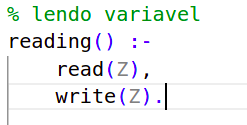 % lendo variavel
reading() :-
    read(Z),
    write(Z).